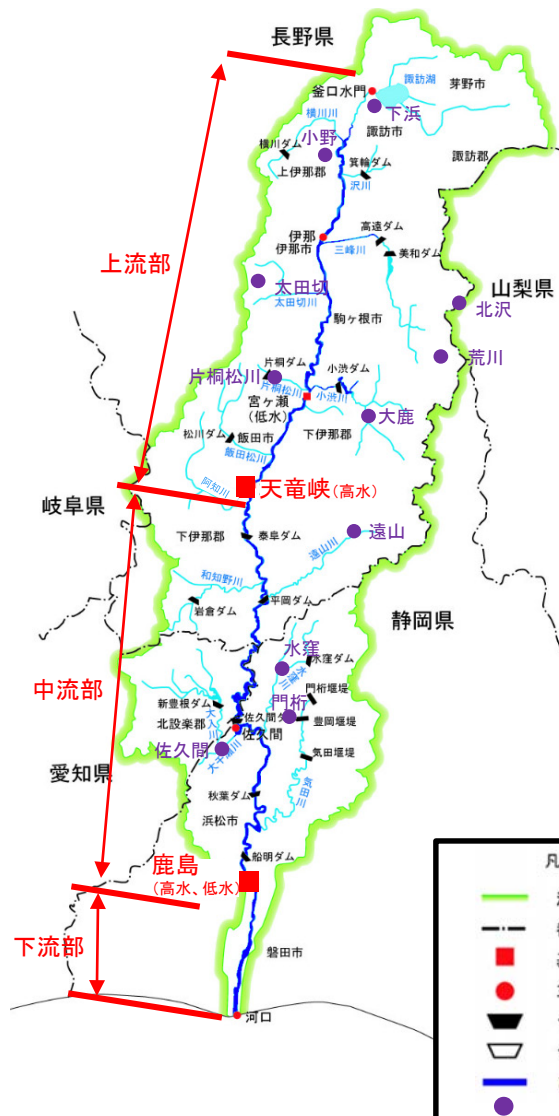 長野県
諏訪湖
茅野市
釜口水門
下浜
横川川
諏訪市
小野
横川ダム
箕輪ダム
諏訪郡
上伊那郡
沢川
高遠ダム
伊那
伊那市
三峰川
美和ダム
上流部
山梨県
太田切
太田切川
北沢
駒ヶ根市
荒川
片桐ダム
小渋ダム
片桐松川
片桐松川
小渋川
宮ヶ瀬
(低水)
大鹿
松川ダム
飯田市
下伊那郡
飯田松川
阿知川
天竜峡(高水)
岐阜県
下伊那郡
泰阜ダム
遠山
遠山川
和知野川
岩倉ダム
平岡ダム
静岡県
中流部
水窪
水窪ダム
水窪川
門桁堰堤
新豊根ダム
門桁
北設楽郡
佐久間ダ
豊岡堰堤
大入川
佐久間
佐久間
大千瀬川
気田堰堤
愛知県
気田川
秋葉ダム
浜松市
船明ダム
鹿島
(高水、低水)
下流部
磐田市
河口
凡